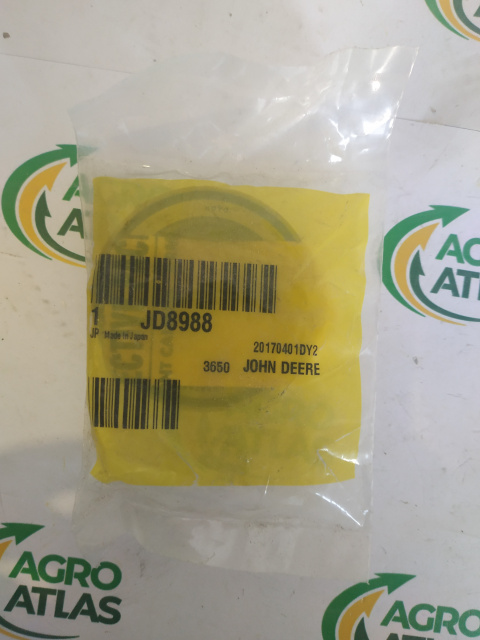 1 JD8988
JP Made in Japan
20170401DY2
3650 JOHN DEERE
AGRO
ATLAS
AGRO
ATLAS
AGRO
ATLAS
AGRO
ATLAS